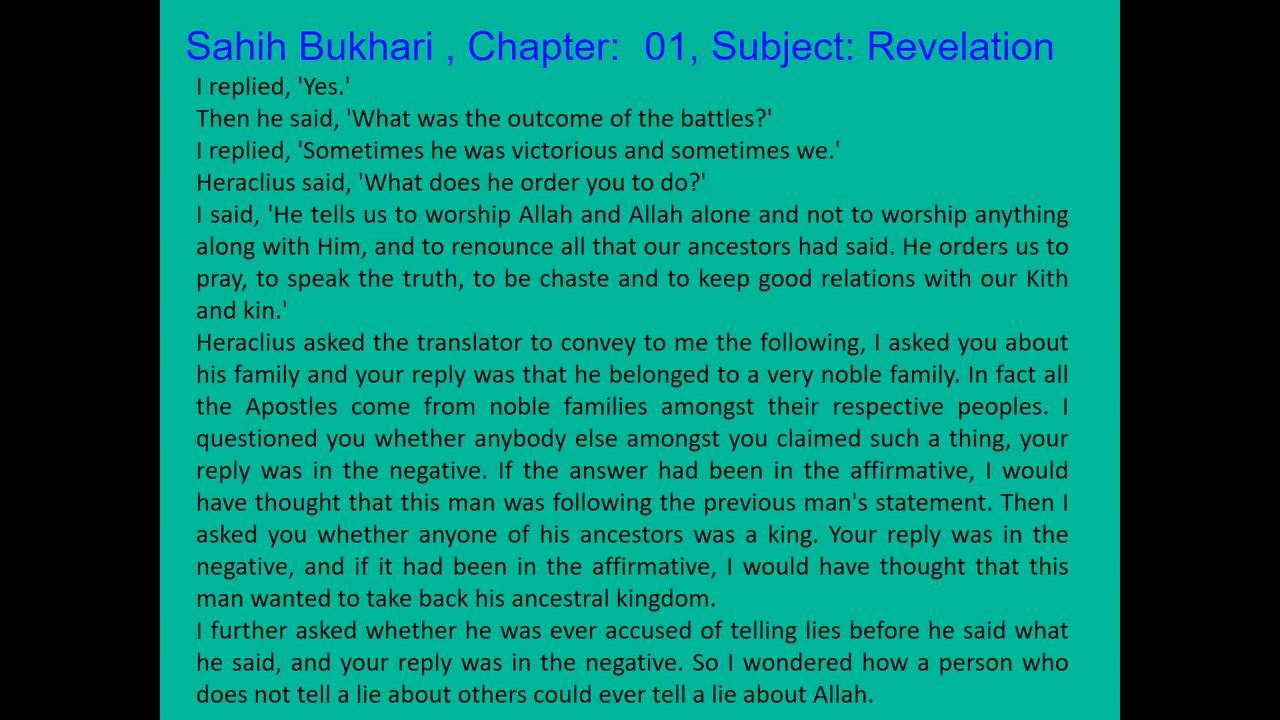 Sahih Bukhari , Chapter:  01, Subject: Revelation
I replied, 'Yes.'
Then he said, 'What was the outcome of the battles?'
I replied, 'Sometimes he was victorious and sometimes we.'
Heraclius said, 'What does he order you to do?'
I said, 'He tells us to worship Allah and Allah alone and not to worship anything
along with Him, and to renounce all that our ancestors had said. He orders us to
pray, to speak the truth, to be chaste and to keep good relations with our Kith
and kin.'
Heraclius asked the translator to convey to me the following, I asked you about
his family and your reply was that he belonged to a very noble family. In fact all
the Apostles come from noble families amongst their respective peoples. I
questioned you whether anybody else amongst you claimed such a thing, your
reply was in the negative. If the answer had been in the affirmative, I would
have thought that this man was following the previous man's statement. Then I
asked you whether anyone of his ancestors was a king. Your reply was in the
negative, and if it had been in the affirmative, I would have thought that this
man wanted to take back his ancestral kingdom.
I further asked whether he was ever accused of telling lies before he said what
he said, and your reply was in the negative. So I wondered how a person who
does not tell a lie about others could ever tell a lie about Allah.